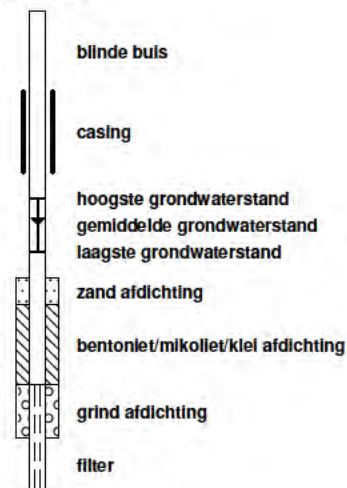 blinde buis
casing
hoogste grondwaterstand
gemiddelde grondwaterstand
laagste grondwaterstand
zand afdichting
bentoniet/mikoliet/klei afdichting
grind afdichting
filter